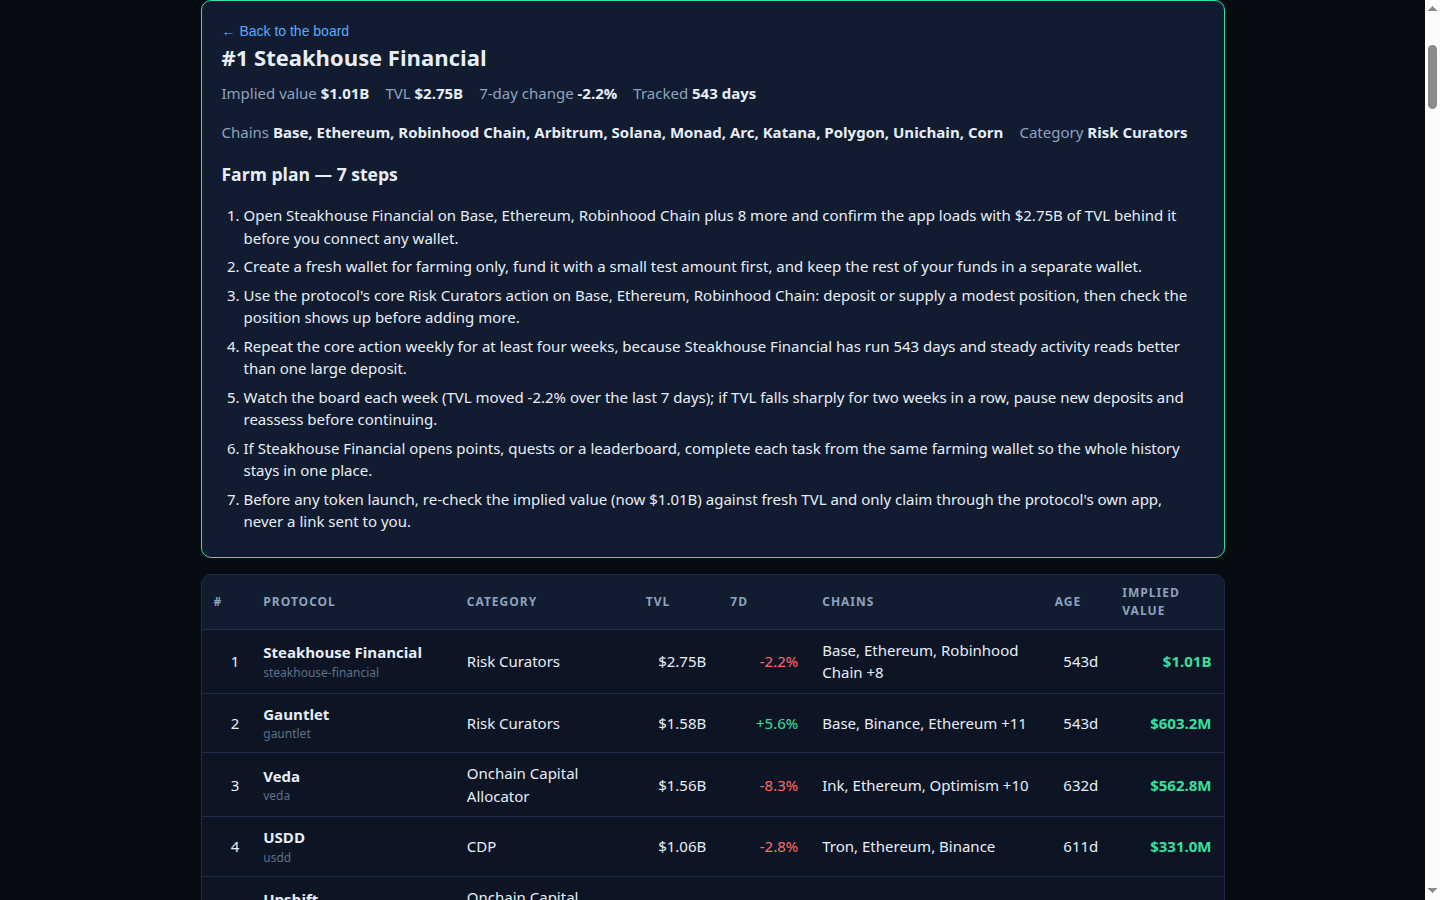 ← Back to the board
#1 Steakhouse Financial
Implied value $1.01B TVL $2.75B 7-day change -2.2% Tracked 543 days
Chains Base, Ethereum, Robinhood Chain, Arbitrum, Solana, Monad, Arc, Katana, Polygon, Unichain, Corn Category Risk Curators
Farm plan — 7 steps
1. Open Steakhouse Financial on Base, Ethereum, Robinhood Chain plus 8 more and confirm the app loads with $2.75B of TVL behind it
before you connect any wallet.
2. Create a fresh wallet for farming only, fund it with a small test amount first, and keep the rest of your funds in a separate wallet.
3. Use the protocol's core Risk Curators action on Base, Ethereum, Robinhood Chain: deposit or supply a modest position, then check the
position shows up before adding more.
4. Repeat the core action weekly for at least four weeks, because Steakhouse Financial has run 543 days and steady activity reads better
than one large deposit.
5. Watch the board each week (TVL moved -2.2% over the last 7 days); if TVL falls sharply for two weeks in a row, pause new deposits and
reassess before continuing.
6. If Steakhouse Financial opens points, quests or a leaderboard, complete each task from the same farming wallet so the whole history
stays in one place.
7. Before any token launch, re-check the implied value (now $1.01B) against fresh TVL and only claim through the protocol's own app,
never a link sent to you.
# PROTOCOL CATEGORY TVL 7D CHAINS AGE IMPLIED
VALUE
1 Steakhouse Financial Risk Curators $2.75B -2.2% Base, Ethereum, Robinhood 543d $1.01B
steakhouse-financial Chain +8
2 Gauntlet Risk Curators $1.58B +5.6% Base, Binance, Ethereum +11 543d $603.2M
gauntlet
3 Veda Onchain Capital $1.56B -8.3% Ink, Ethereum, Optimism +10 632d $562.8M
veda Allocator
4 USDD CDP $1.06B -2.8% Tron, Ethereum, Binance 611d $331.0M
usdd
Upshift Onchain Capital